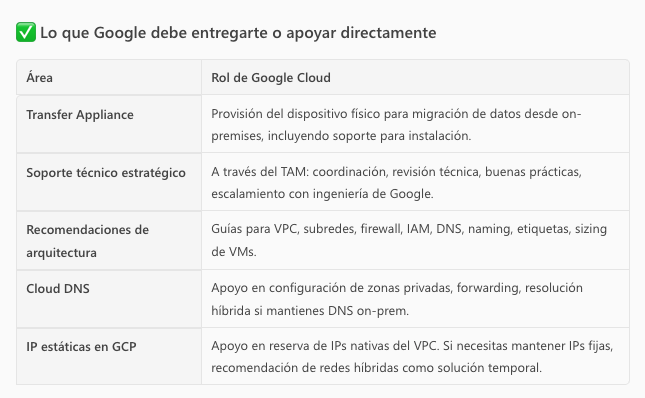 ✅ Lo que Google debe entregarte o apoyar directamente
Área
Rol de Google Cloud
Transfer Appliance
Provisión del dispositivo físico para migración de datos desde on-
premises, incluyendo soporte para instalación.
Soporte técnico estratégico
A través del TAM: coordinación, revisión técnica, buenas prácticas,
escalamiento con ingeniería de Google.
Recomendaciones de
arquitectura
Guías para VPC, subredes, firewall, IAM, DNS, naming, etiquetas, sizing
de VMs.
Cloud DNS
Apoyo en configuración de zonas privadas, forwarding, resolución
híbrida si mantienes DNS on-prem.
IP estáticas en GCP
Apoyo en reserva de IPs nativas del VPC. Si necesitas mantener IPs fijas,
recomendación de redes híbridas como solución temporal.